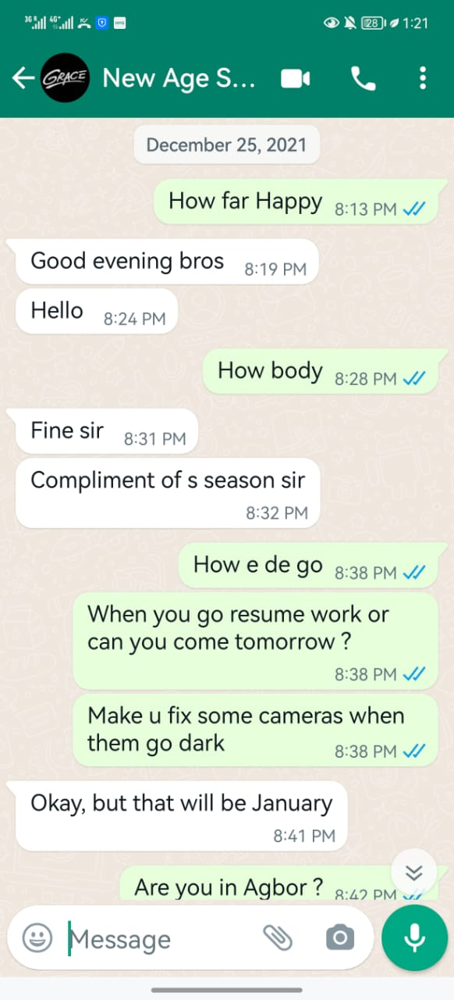 3G R 4G+ 28 1:21
GRACE New Age S...
December 25, 2021
How far Happy 8:13 PM
Good evening bros 8:19 PM
Hello 8:24 PM
How body 8:28 PM
Fine sir 8:31 PM
Compliment of s season sir
8:32 PM
How e de go 8:38 PM
When you go resume work or
can you come tomorrow ?
8:38 PM
Make u fix some cameras when
them go dark 8:38 PM
Okay, but that will be January
8:41 PM
Are you in Agbor ? 8:42 PM
Message